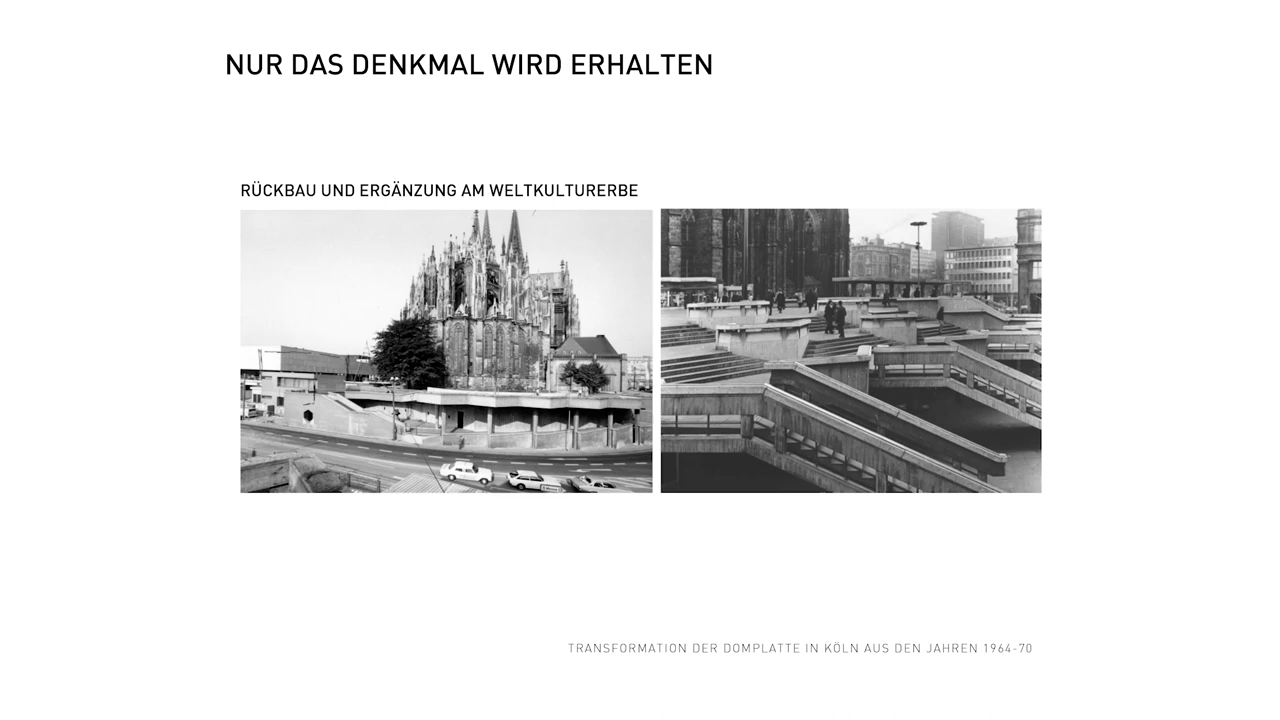 NUR DAS DENKMAL WIRD ERHALTEN
RÜCKBAU UND ERGÄNZUNG AM WELTKULTURERBE
TRANSFORMATION DER DOMPLATTE IN KÖLN AUS DEN JAHREN 1964-70